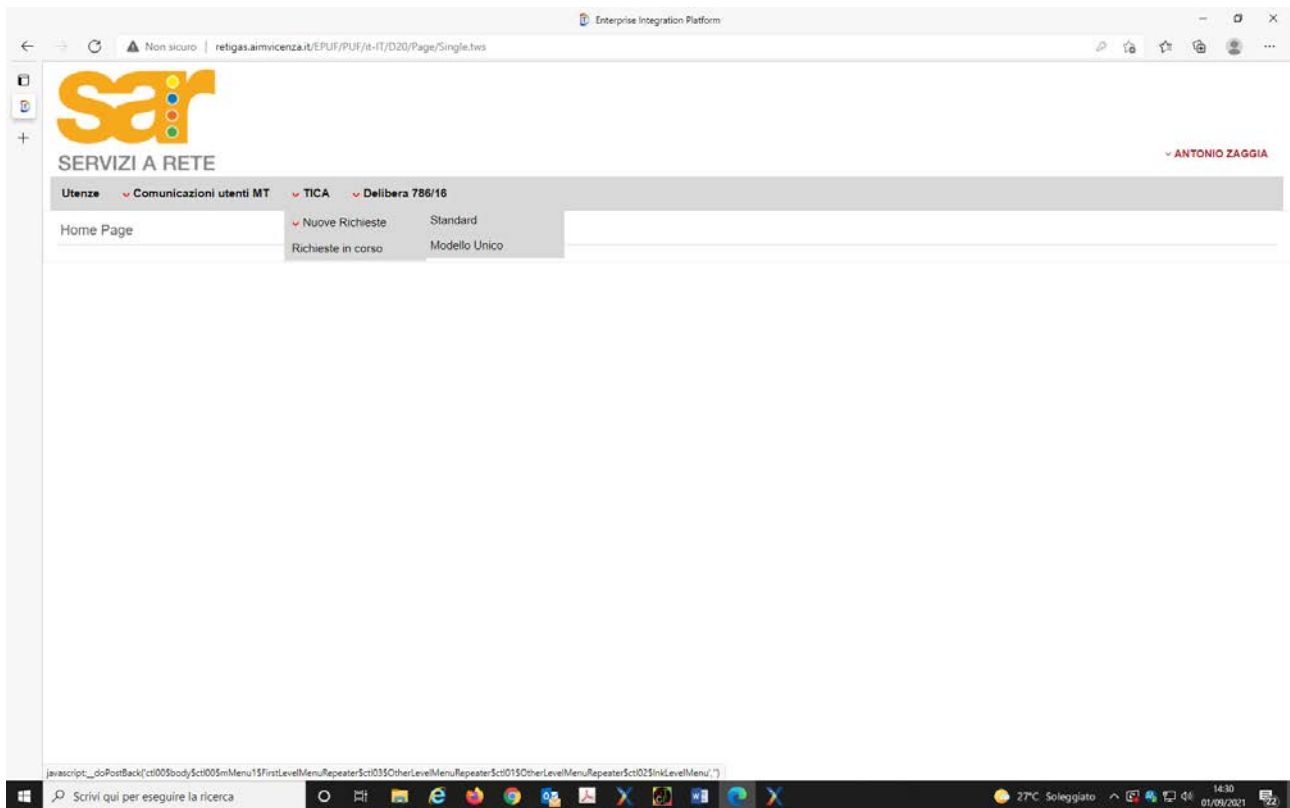 Enterprise Integration Platform
Non sicuro | retigas.aimvicenza.it/EPUF/PUF/it-IT/D20/Page/Single.tws
sar
SERVIZI A RETE
ANTONIO ZAGGIA
Utenze Comunicazioni utenti MT TICA Delibera 786/16
Home Page
Nuove Richieste Standard
Richieste in corso Modello Unico
javascript:__doPostBack('ctl00$body$ctl00$mMenu1$FirstLevelMenuRepeater$ctl03$OtherLevelMenuRepeater$ctl01$OtherLevelMenuRepeater$ctl02$lnkLevelMenu','')
Scrivi qui per eseguire la ricerca
27°C Soleggiato
14:30
01/09/2021
22